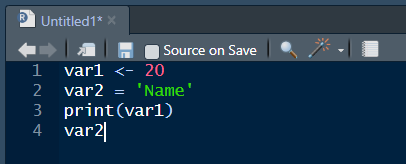 Untitled1*
Source on Save
1 var1 <- 20
2 var2 = 'Name'
3 print(var1)
4 var2